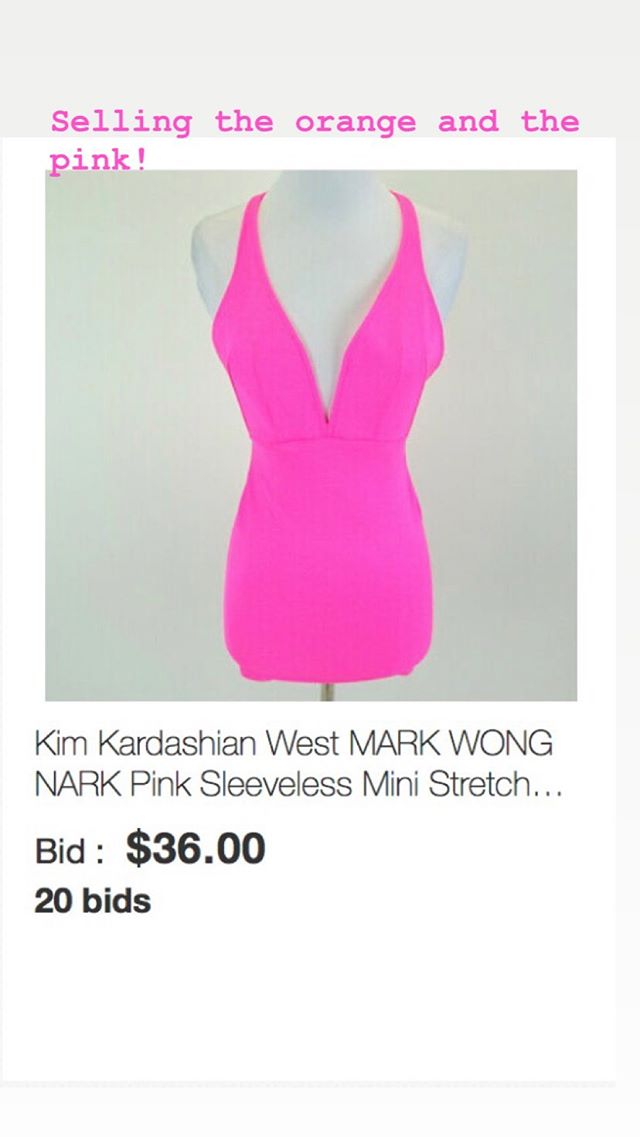 Selling the orange and the
pink!
Kim Kardashian West MARK WONG
NARK Pink Sleeveless Mini Stretch...
Bid : $36.00
20 bids